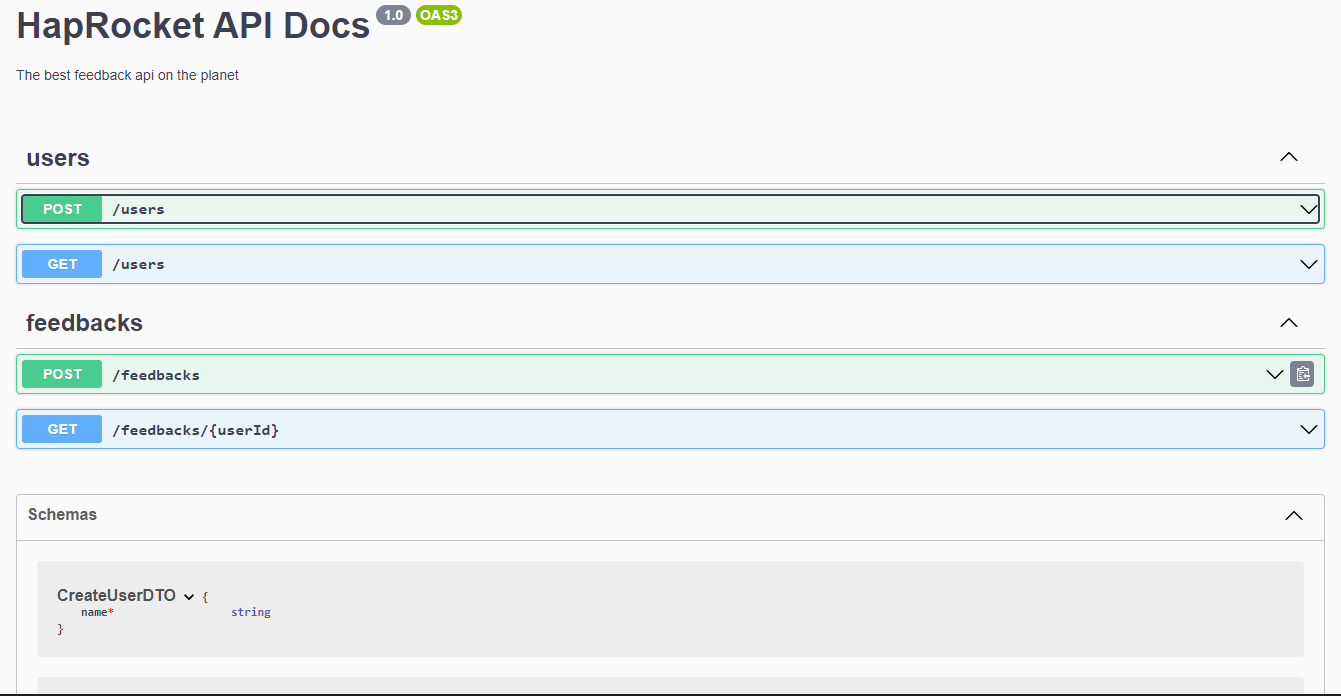 HapRocket API Docs 1.0 OAS3
The best feedback api on the planet
users
POST /users
GET /users
feedbacks
POST /feedbacks
GET /feedbacks/{userId}
Schemas
CreateUserDTO {
name* string
}